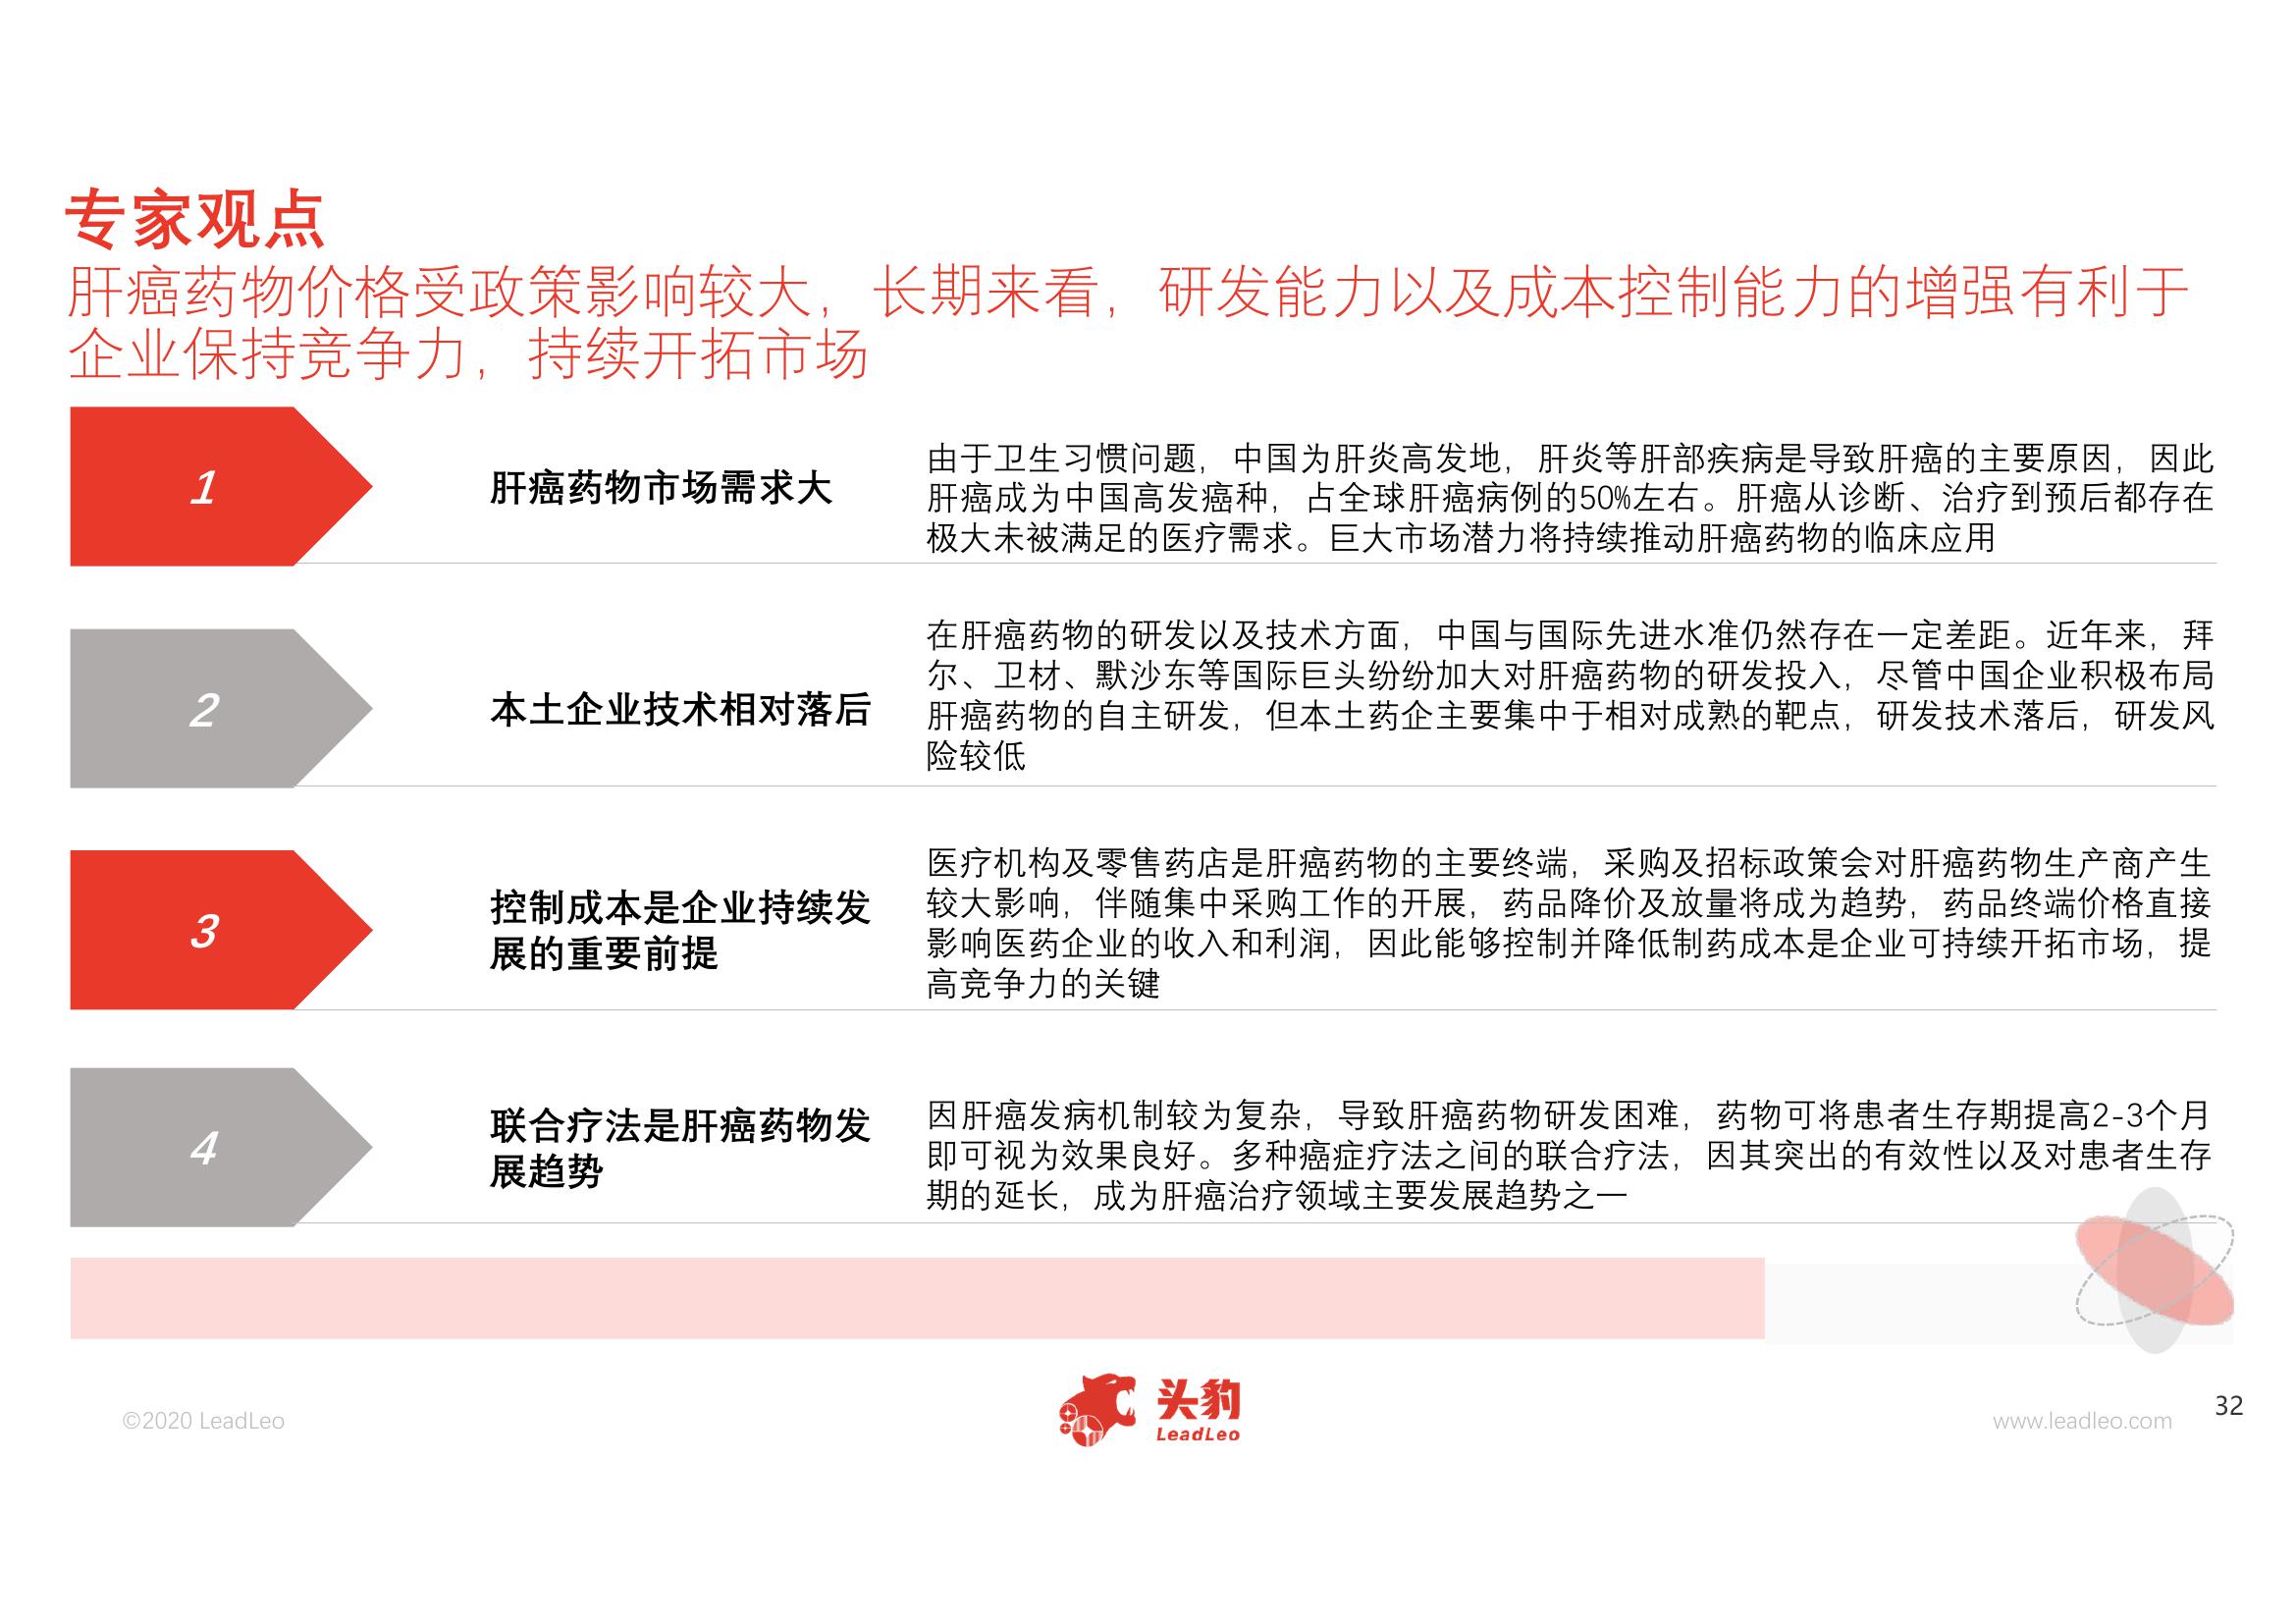 专家观点
肝癌药物价格受政策影响较大，长期来看，研发能力以及成本控制能力的增强有利于
企业保持竞争力，持续开拓市场
1
肝癌药物市场需求大
由于卫生习惯问题，中国为肝炎高发地，肝炎等肝部疾病是导致肝癌的主要原因，因此
肝癌成为中国高发癌种，占全球肝癌病例的50%左右。肝癌从诊断、治疗到预后都存在
极大未被满足的医疗需求。巨大市场潜力将持续推动肝癌药物的临床应用
2
本土企业技术相对落后
在肝癌药物的研发以及技术方面，中国与国际先进水准仍然存在一定差距。近年来，拜
尔、卫材、默沙东等国际巨头纷纷加大对肝癌药物的研发投入，尽管中国企业积极布局
肝癌药物的自主研发，但本土药企主要集中于相对成熟的靶点，研发技术落后，研发风
险较低
3
控制成本是企业持续发
展的重要前提
医疗机构及零售药店是肝癌药物的主要终端，采购及招标政策会对肝癌药物生产商产生
较大影响，伴随集中采购工作的开展，药品降价及放量将成为趋势，药品终端价格直接
影响医药企业的收入和利润，因此能够控制并降低制药成本是企业可持续开拓市场，提
高竞争力的关键
4
联合疗法是肝癌药物发
展趋势
因肝癌发病机制较为复杂，导致肝癌药物研发困难，药物可将患者生存期提高2-3个月
即可视为效果良好。多种癌症疗法之间的联合疗法，因其突出的有效性以及对患者生存
期的延长，成为肝癌治疗领域主要发展趋势之一
©2020 LeadLeo
头豹
LeadLeo
www.leadleo.com
32